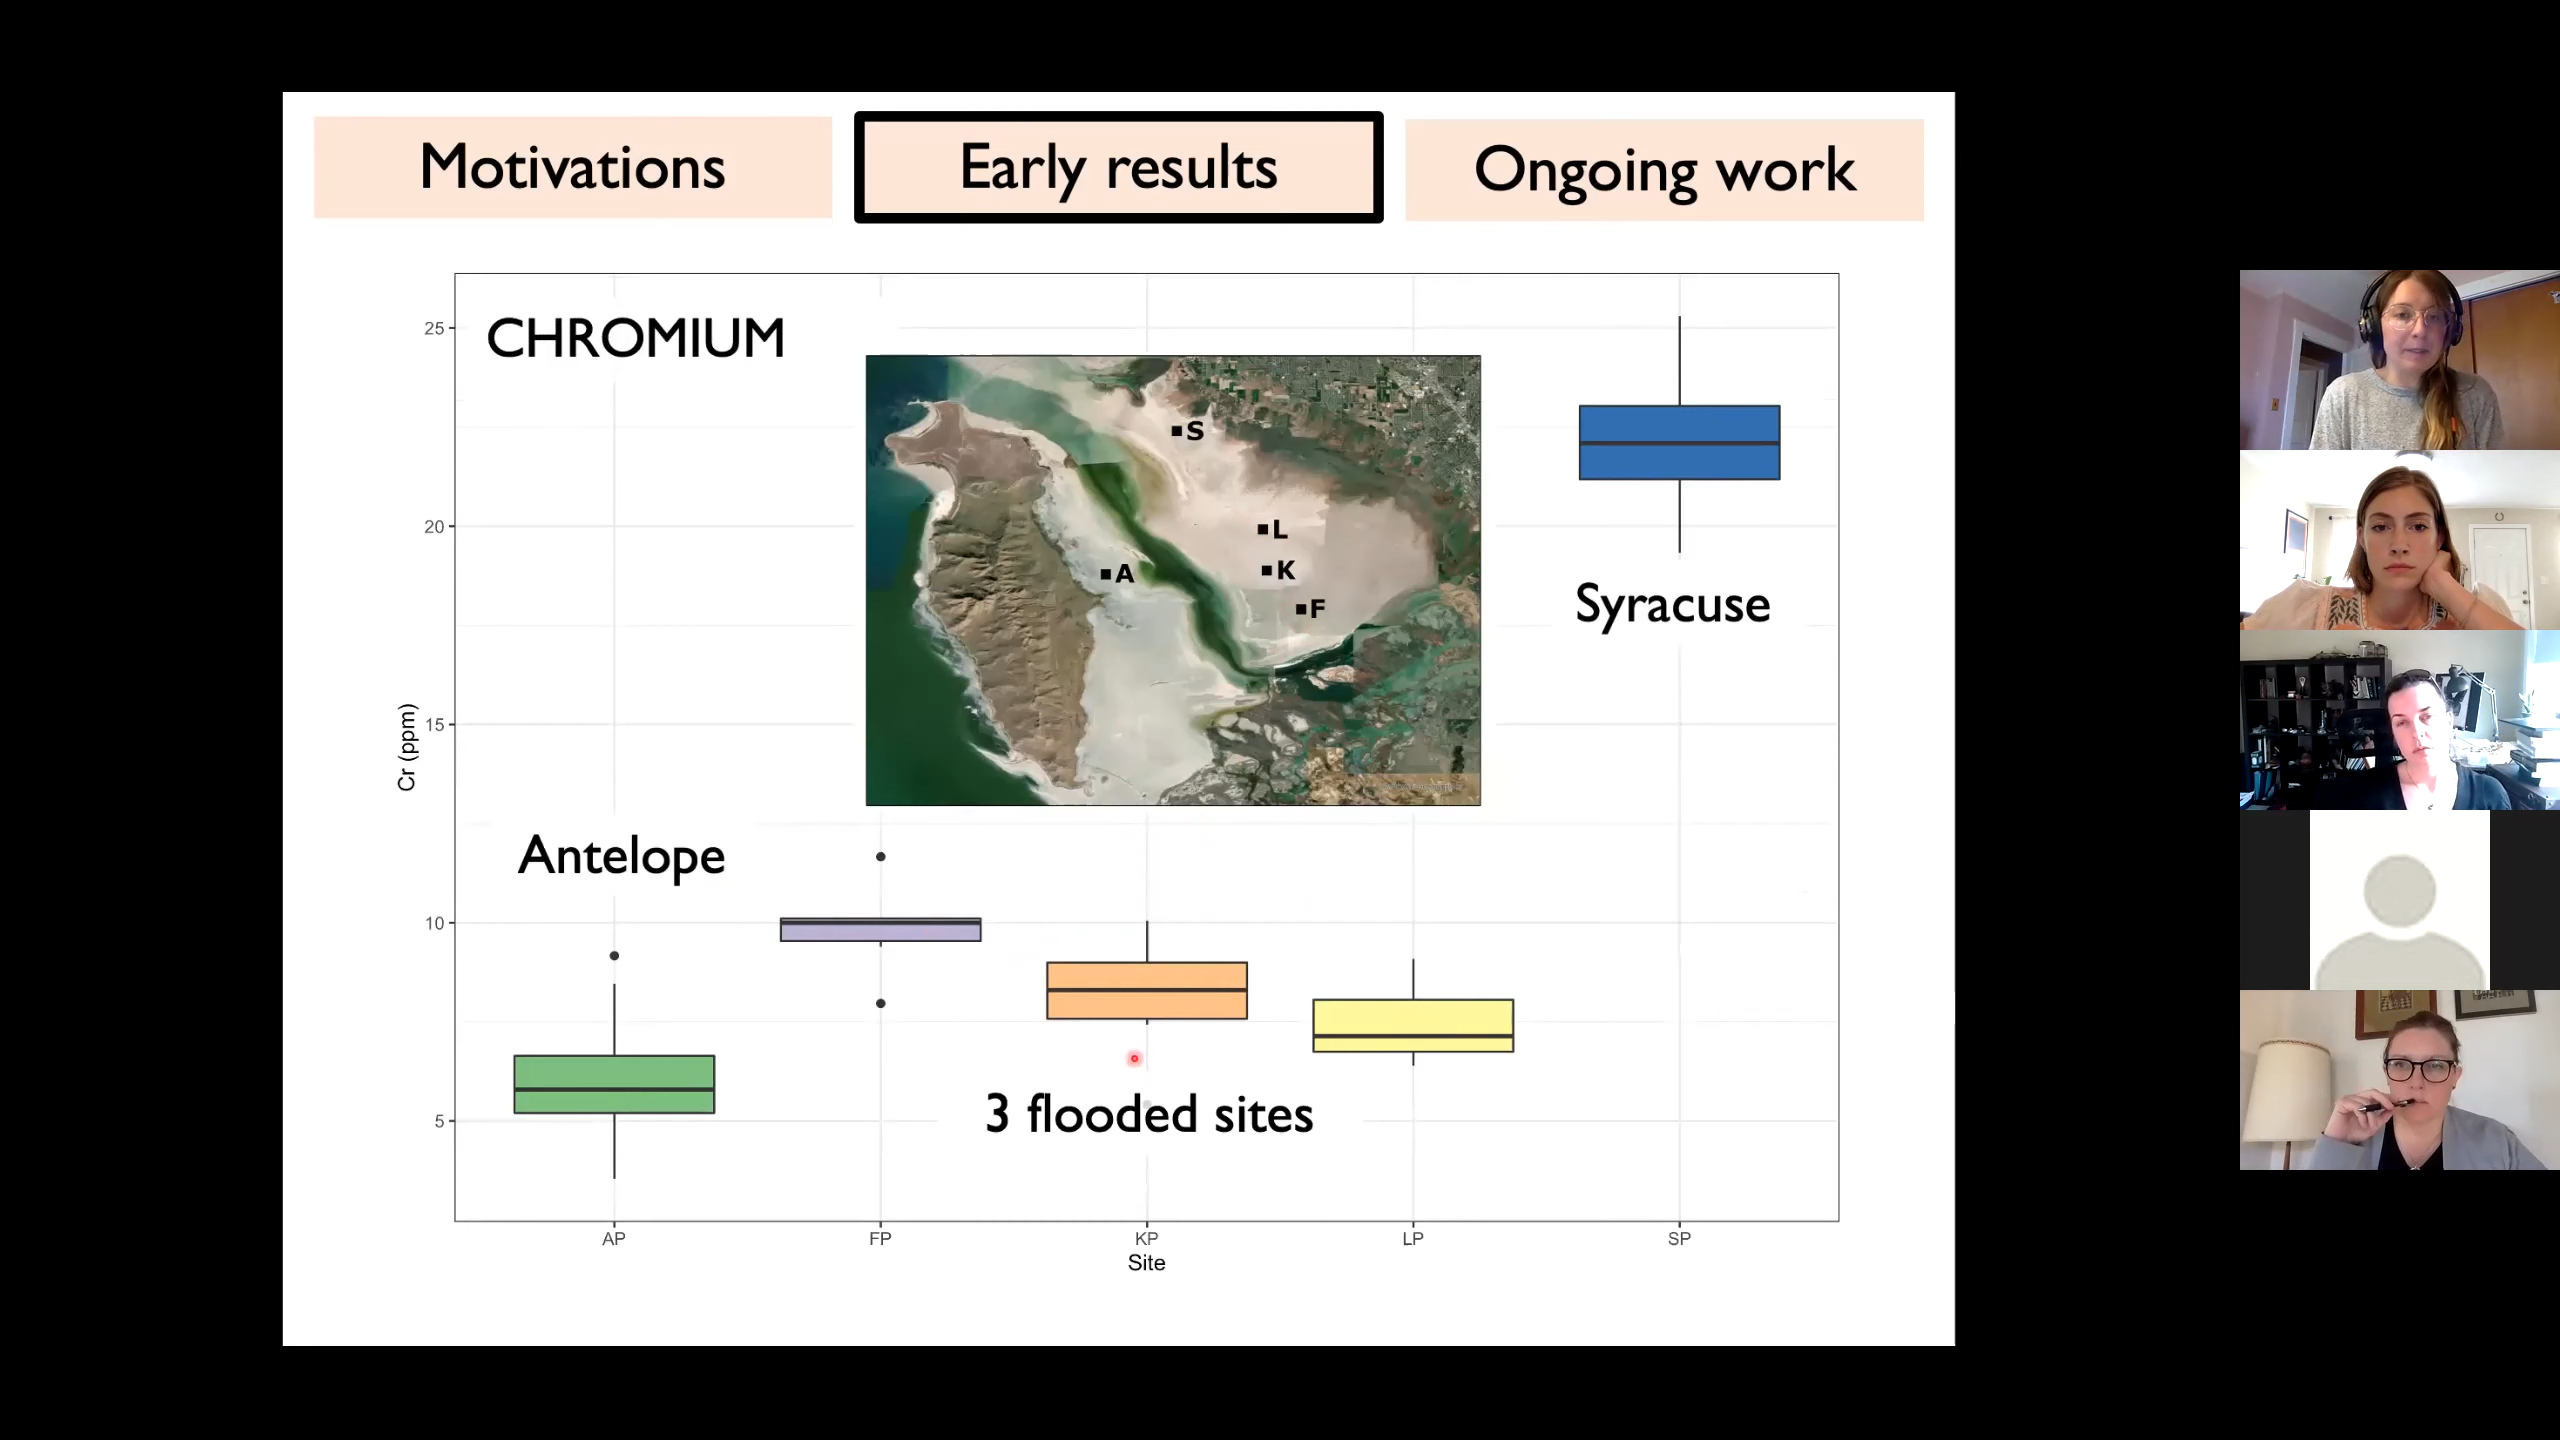 Motivations
Early results
Ongoing work
CHROMIUM
25
20
15
10
5
Cr (ppm)
S
L
K
A
F
Syracuse
Antelope
3 flooded sites
AP
FP
KP
LP
SP
Site